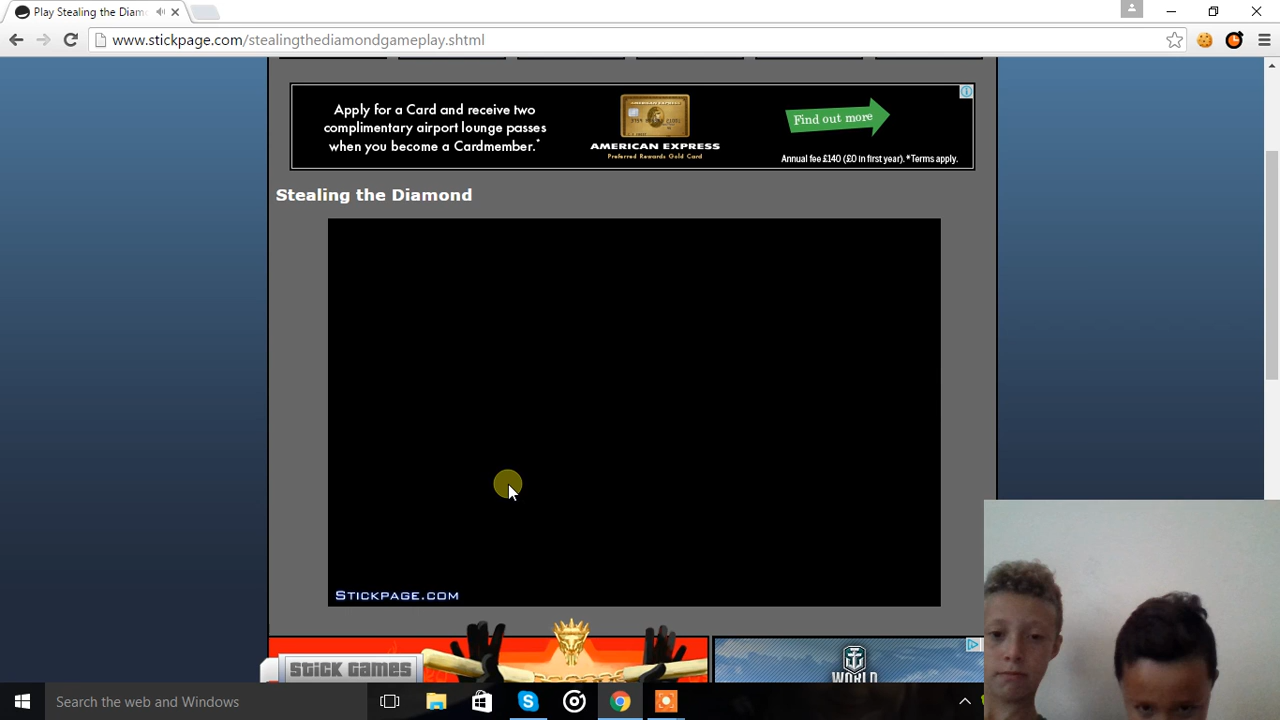 Play Stealing the Diam
www.stickpage.com/stealingthediamondgameplay.shtml
Apply for a Card and receive two
complimentary airport lounge passes
when you become a Cardmember.*
AMERICAN EXPRESS
Preferred Rewards Gold Card
Find out more
Annual fee £140 (£0 in first year). *Terms apply.
Stealing the Diamond
STICKPAGE.COM
STICK GAMES
WORLD
Search the web and Windows